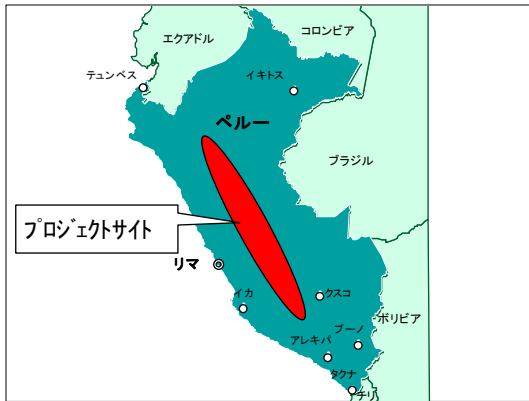 エクアドル
コロンビア
テュンベス
イキトス
ペルー
ブラジル
プロジェクトサイト
リマ
イカ
クスコ
ボリビア
プーノ
アレキパ
タクナ
チリ